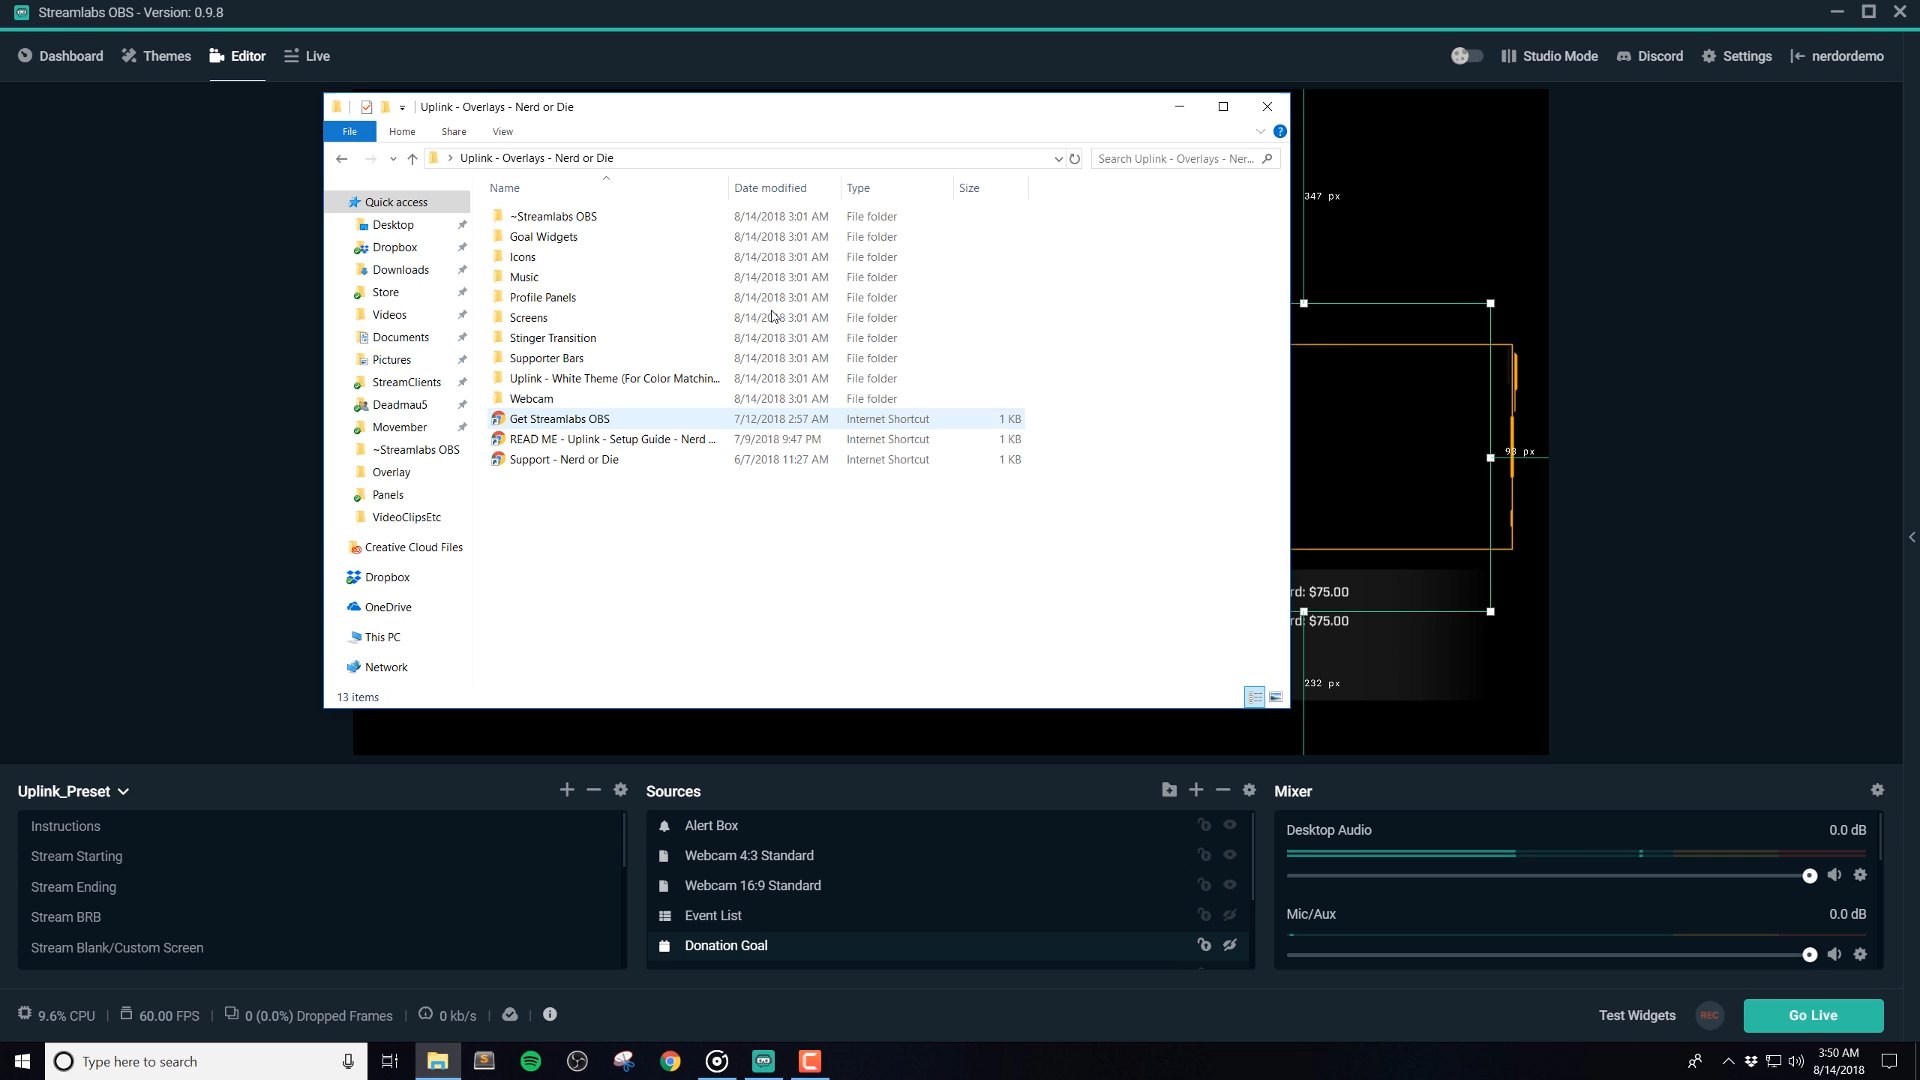 Streamlabs OBS - Version: 0.9.8
Dashboard Themes Editor Live Studio Mode Discord Settings nerdordemo
Uplink - Overlays - Nerd or Die
File Home Share View
Uplink - Overlays - Nerd or Die Search Uplink - Overlays - Ner...
Name Date modified Type Size
Quick access
Desktop
Dropbox
Downloads
Store
Videos
Documents
Pictures
StreamClients
Deadmau5
Movember
~Streamlabs OBS
Overlay
Panels
VideoClipsEtc
Creative Cloud Files
Dropbox
OneDrive
This PC
Network
~Streamlabs OBS 8/14/2018 3:01 AM File folder
Goal Widgets 8/14/2018 3:01 AM File folder
Icons 8/14/2018 3:01 AM File folder
Music 8/14/2018 3:01 AM File folder
Profile Panels 8/14/2018 3:01 AM File folder
Screens 8/14/2018 3:01 AM File folder
Stinger Transition 8/14/2018 3:01 AM File folder
Supporter Bars 8/14/2018 3:01 AM File folder
Uplink - White Theme (For Color Matchin... 8/14/2018 3:01 AM File folder
Webcam 8/14/2018 3:01 AM File folder
Get Streamlabs OBS 7/12/2018 2:57 AM Internet Shortcut 1 KB
READ ME - Uplink - Setup Guide - Nerd ... 7/9/2018 9:47 PM Internet Shortcut 1 KB
Support - Nerd or Die 6/7/2018 11:27 AM Internet Shortcut 1 KB
13 items
347 px
93 px
rd: $75.00
rd: $75.00
232 px
Uplink_Preset
Instructions
Stream Starting
Stream Ending
Stream BRB
Stream Blank/Custom Screen
Sources
Alert Box
Webcam 4:3 Standard
Webcam 16:9 Standard
Event List
Donation Goal
Mixer
Desktop Audio 0.0 dB
Mic/Aux 0.0 dB
9.6% CPU 60.00 FPS 0 (0.0%) Dropped Frames 0 kb/s
Test Widgets REC Go Live
Type here to search
3:50 AM
8/14/2018